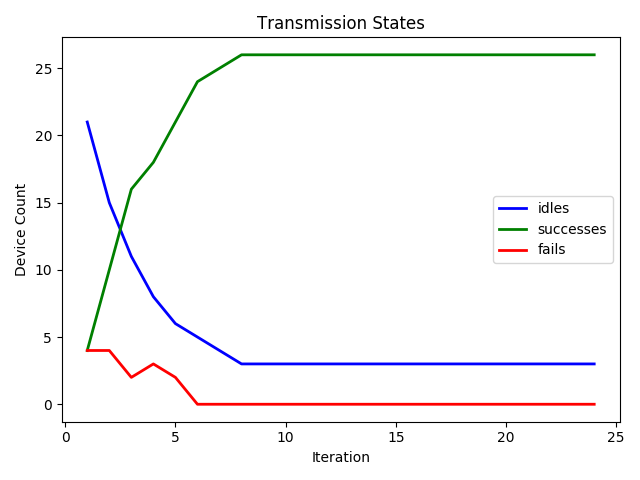 Transmission States
25
20
15
10
5
0
Device Count
idles
successes
fails
0 5 10 15 20 25
Iteration